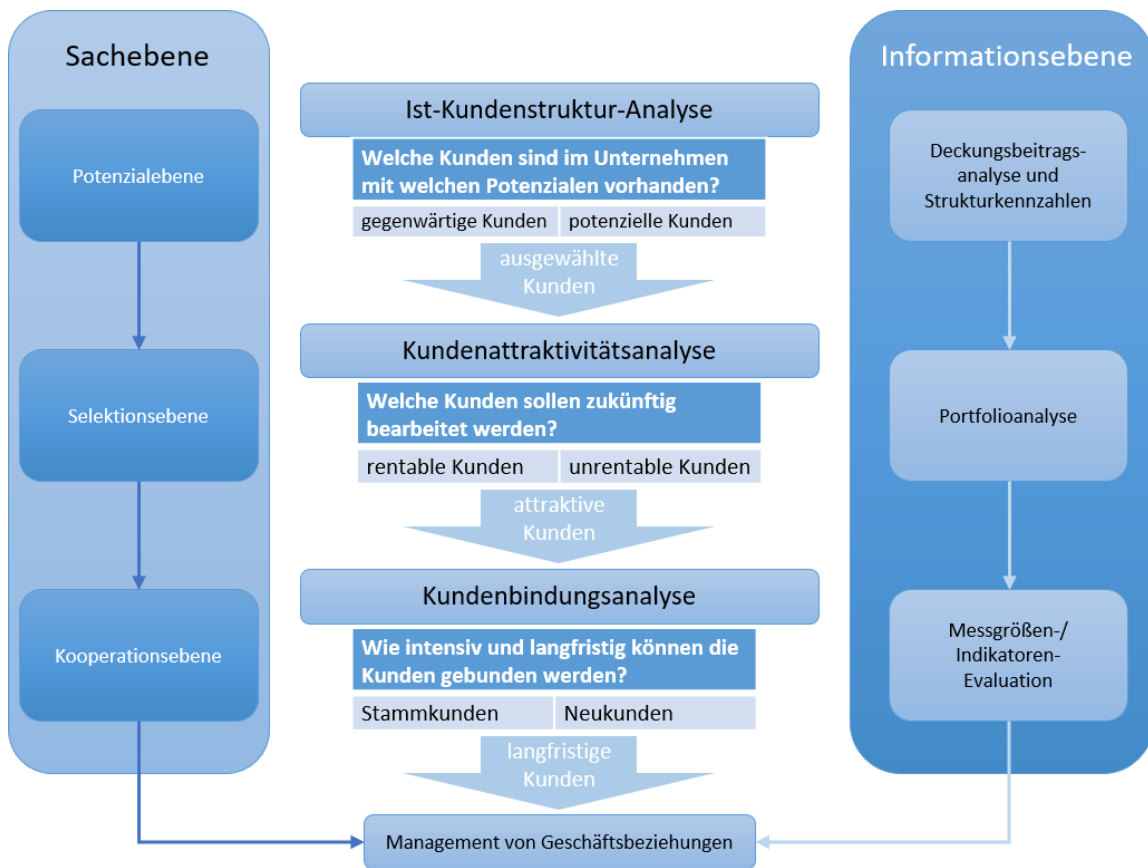 Sachebene
Potenzialebene
Selektionsebene
Kooperationsebene
Ist-Kundenstruktur-Analyse
Welche Kunden sind im Unternehmen
mit welchen Potenzialen vorhanden?
gegenwärtige Kunden
potenzielle Kunden
ausgewählte
Kunden
Kundenattraktivitätsanalyse
Welche Kunden sollen zukünftig
bearbeitet werden?
rentable Kunden
unrentable Kunden
attraktive
Kunden
Kundenbindungsanalyse
Wie intensiv und langfristig können die
Kunden gebunden werden?
Stammkunden
Neukunden
langfristige
Kunden
Management von Geschäftsbeziehungen
Informationsebene
Deckungsbeitrags-
analyse und
Strukturkennzahlen
Portfolioanalyse
Messgrößen-/
Indikatoren-
Evaluation